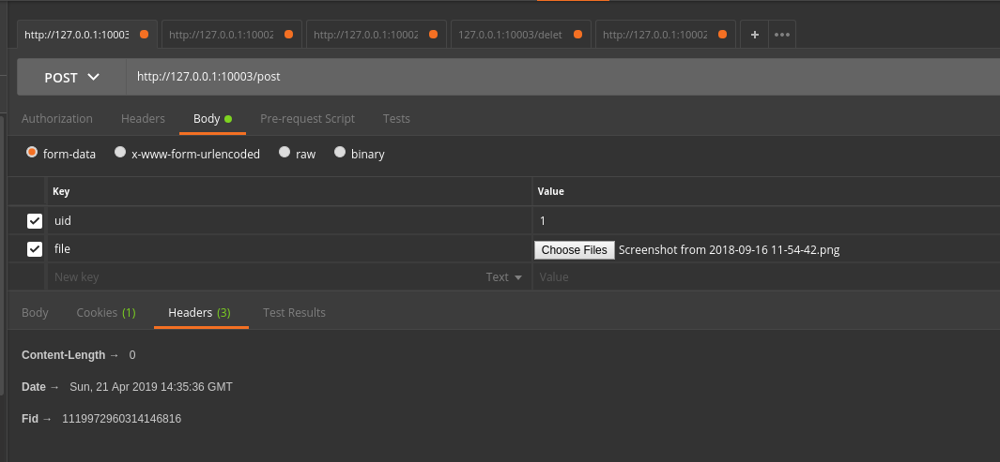 http://127.0.0.1:10003 http://127.0.0.1:10002 http://127.0.0.1:10002 127.0.0.1:10003/delet http://127.0.0.1:10002 + •••
POST http://127.0.0.1:10003/post
Authorization Headers Body Pre-request Script Tests
form-data x-www-form-urlencoded raw binary
Key Value
uid 1
file Choose Files Screenshot from 2018-09-16 11-54-42.png
New key Text Value
Body Cookies (1) Headers (3) Test Results
Content-Length → 0
Date → Sun, 21 Apr 2019 14:35:36 GMT
Fid → 1119972960314146816